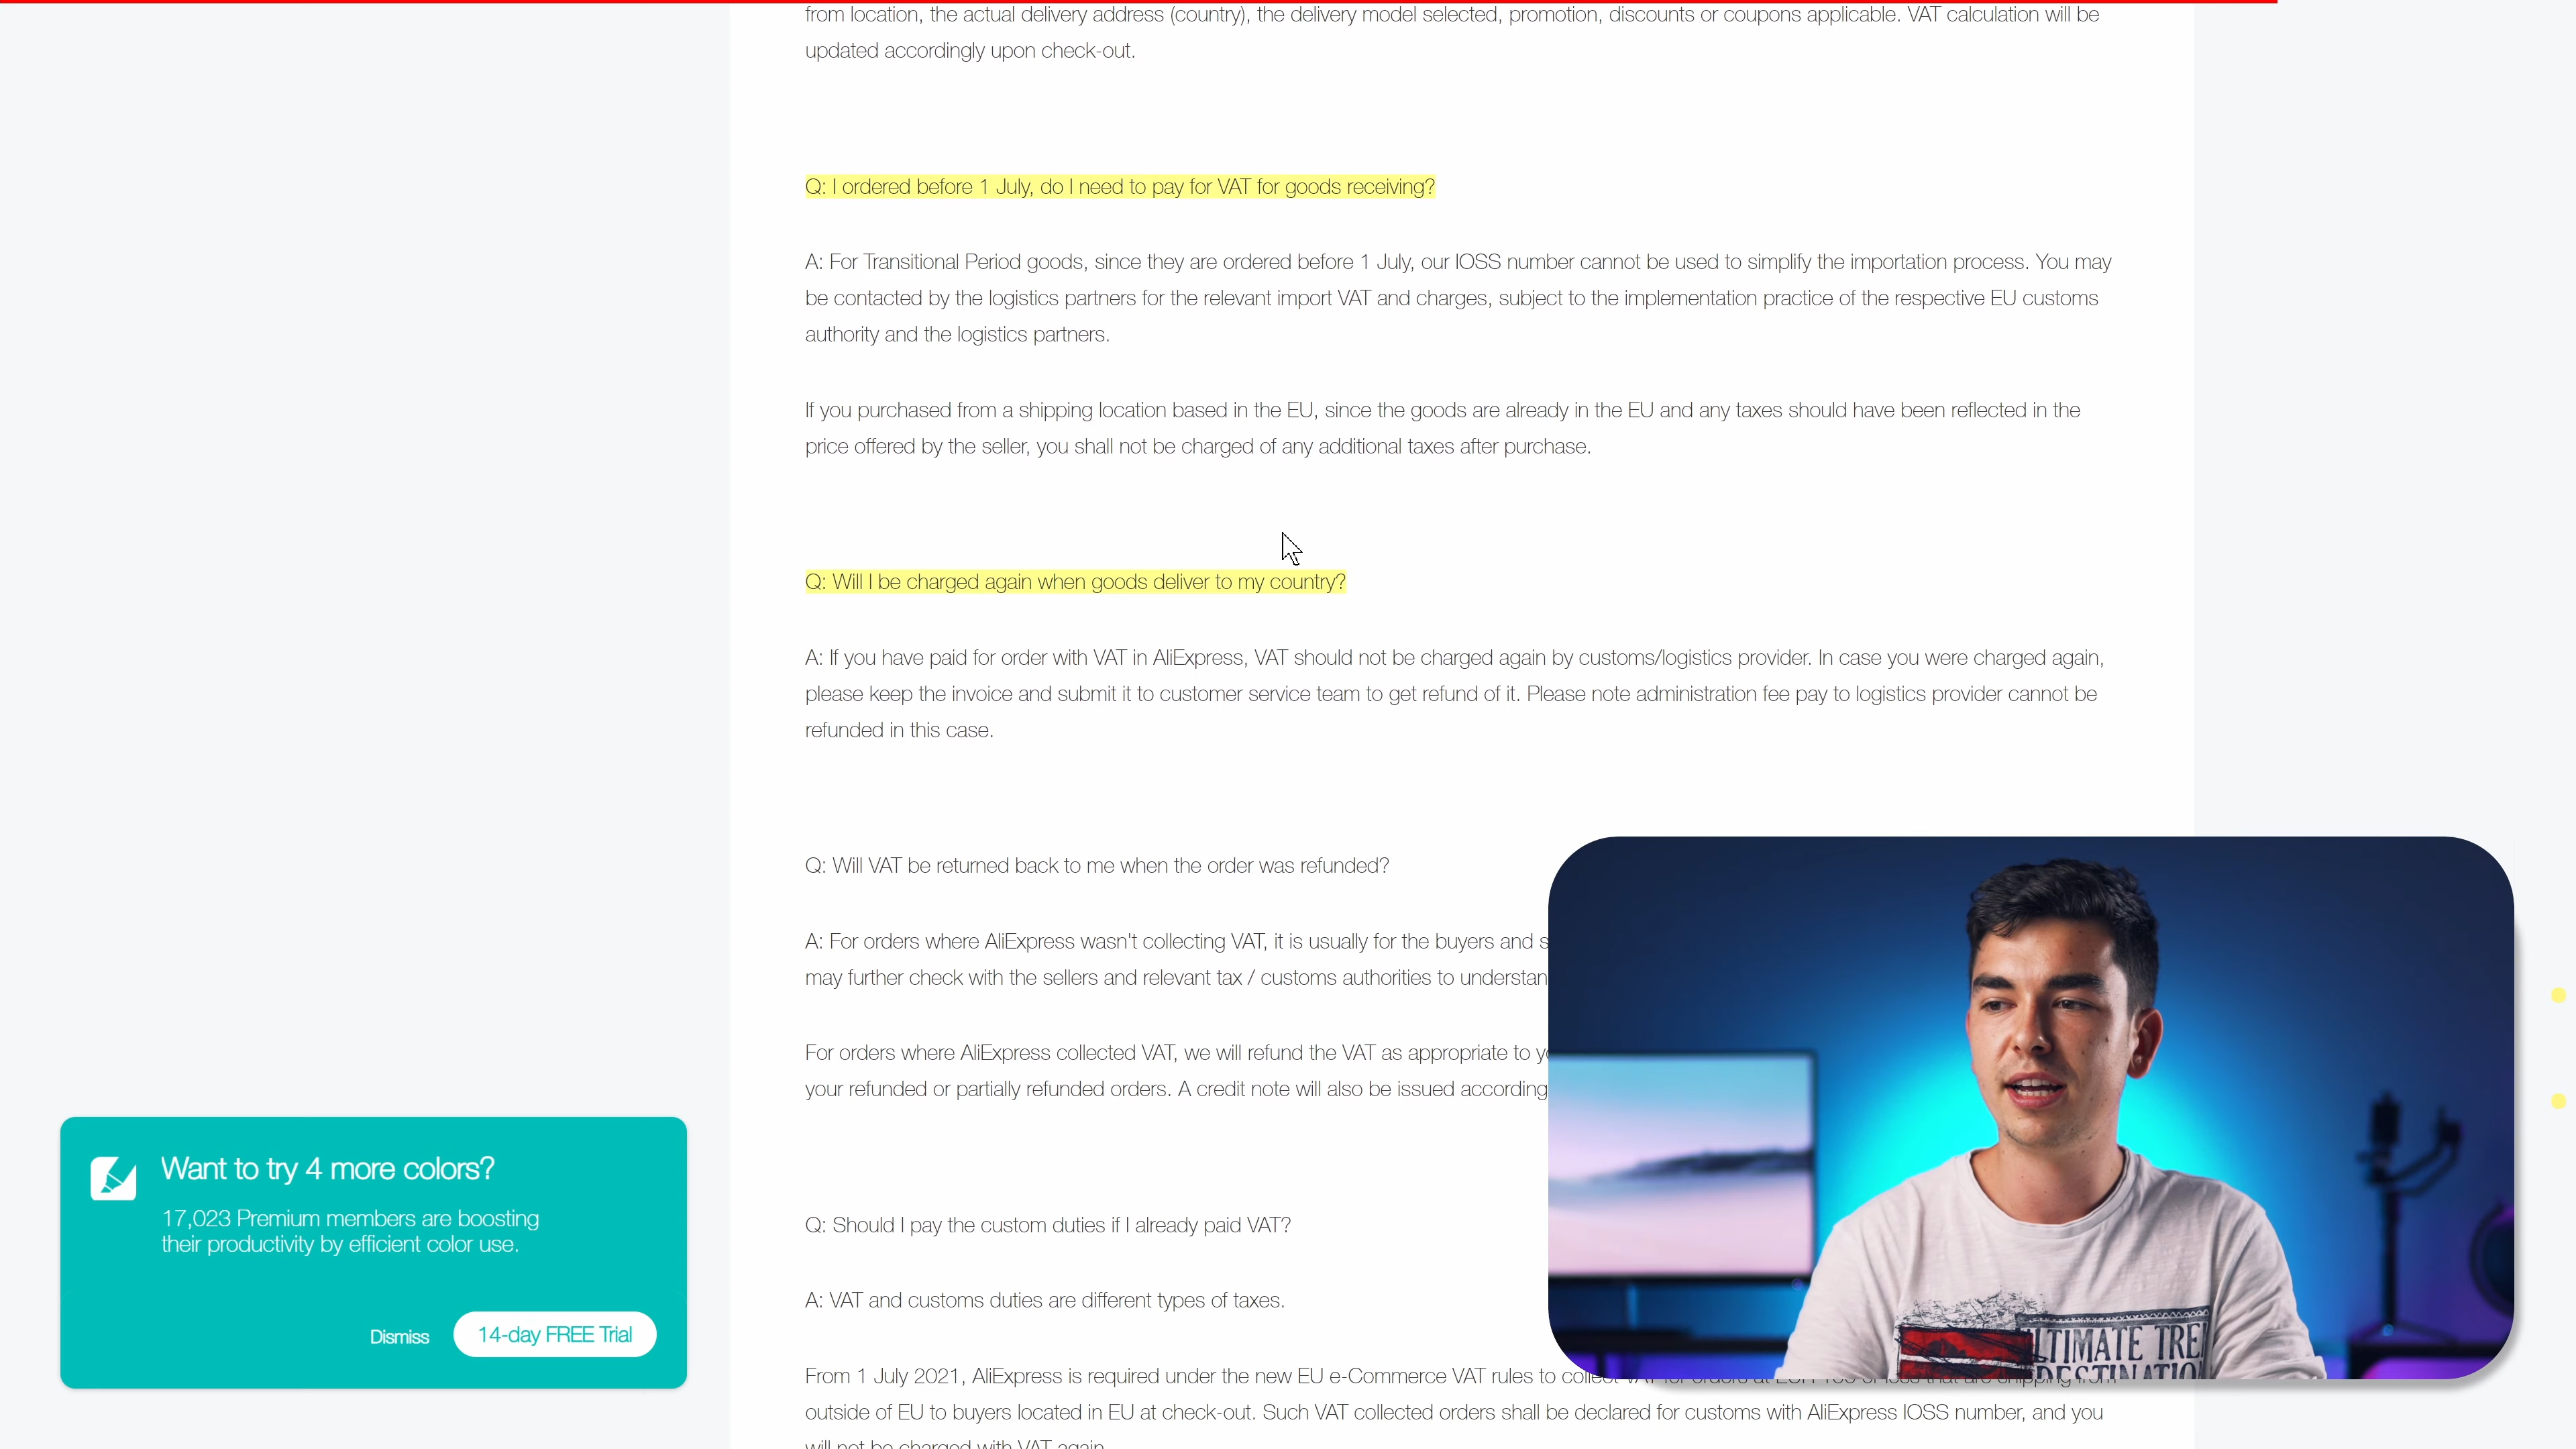 from location, the actual delivery address (country), the delivery model selected, promotion, discounts or coupons applicable. VAT calculation will be
updated accordingly upon check-out.
Q: I ordered before 1 July, do I need to pay for VAT for goods receiving?
A: For Transitional Period goods, since they are ordered before 1 July, our IOSS number cannot be used to simplify the importation process. You may
be contacted by the logistics partners for the relevant import VAT and charges, subject to the implementation practice of the respective EU customs
authority and the logistics partners.
If you purchased from a shipping location based in the EU, since the goods are already in the EU and any taxes should have been reflected in the
price offered by the seller, you shall not be charged of any additional taxes after purchase.
Q: Will I be charged again when goods deliver to my country?
A: If you have paid for order with VAT in AliExpress, VAT should not be charged again by customs/logistics provider. In case you were charged again,
please keep the invoice and submit it to customer service team to get refund of it. Please note administration fee pay to logistics provider cannot be
refunded in this case.
Q: Will VAT be returned back to me when the order was refunded?
A: For orders where AliExpress wasn't collecting VAT, it is usually for the buyers and
may further check with the sellers and relevant tax / customs authorities to
For orders where AliExpress collected VAT, we will refund the VAT as appropriate to
your refunded or partially refunded orders. A credit note will also be issued
Q: Should I pay the custom duties if I already paid VAT?
A: VAT and customs duties are different types of taxes.
From 1 July 2021, AliExpress is required under the new EU e-Commerce VAT rules to collect
outside of EU to buyers located in EU at check-out. Such VAT collected orders shall be declared for customs with AliExpress IOSS number, and you
will not be charged with VAT again
Want to try 4 more colors?
17,023 Premium members are boosting
their productivity by efficient color use.
Dismiss
14-day FREE Trial